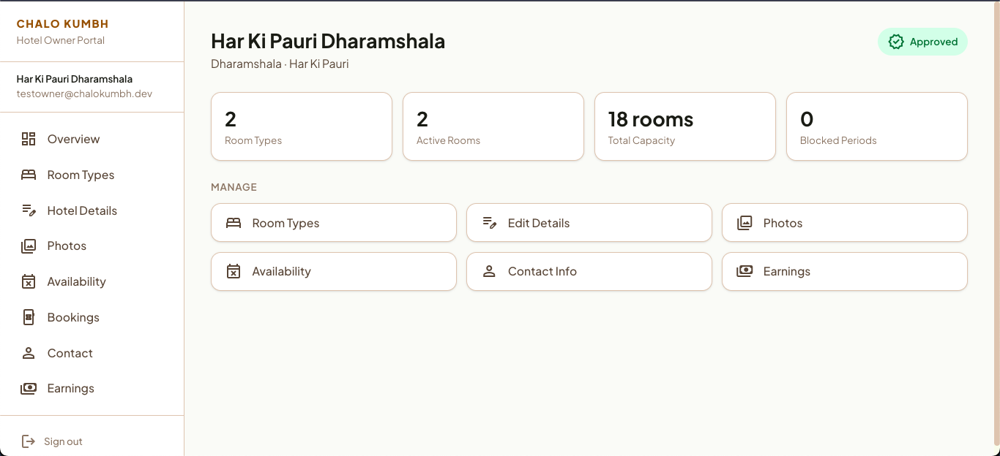 CHALO KUMBH
Hotel Owner Portal
Har Ki Pauri Dharamshala
testowner@chalokumbh.dev
Overview
Room Types
Hotel Details
Photos
Availability
Bookings
Contact
Earnings
Sign out
Har Ki Pauri Dharamshala
Dharamshala · Har Ki Pauri
Approved
2
Room Types
2
Active Rooms
18 rooms
Total Capacity
0
Blocked Periods
MANAGE
Room Types
Edit Details
Photos
Availability
Contact Info
Earnings